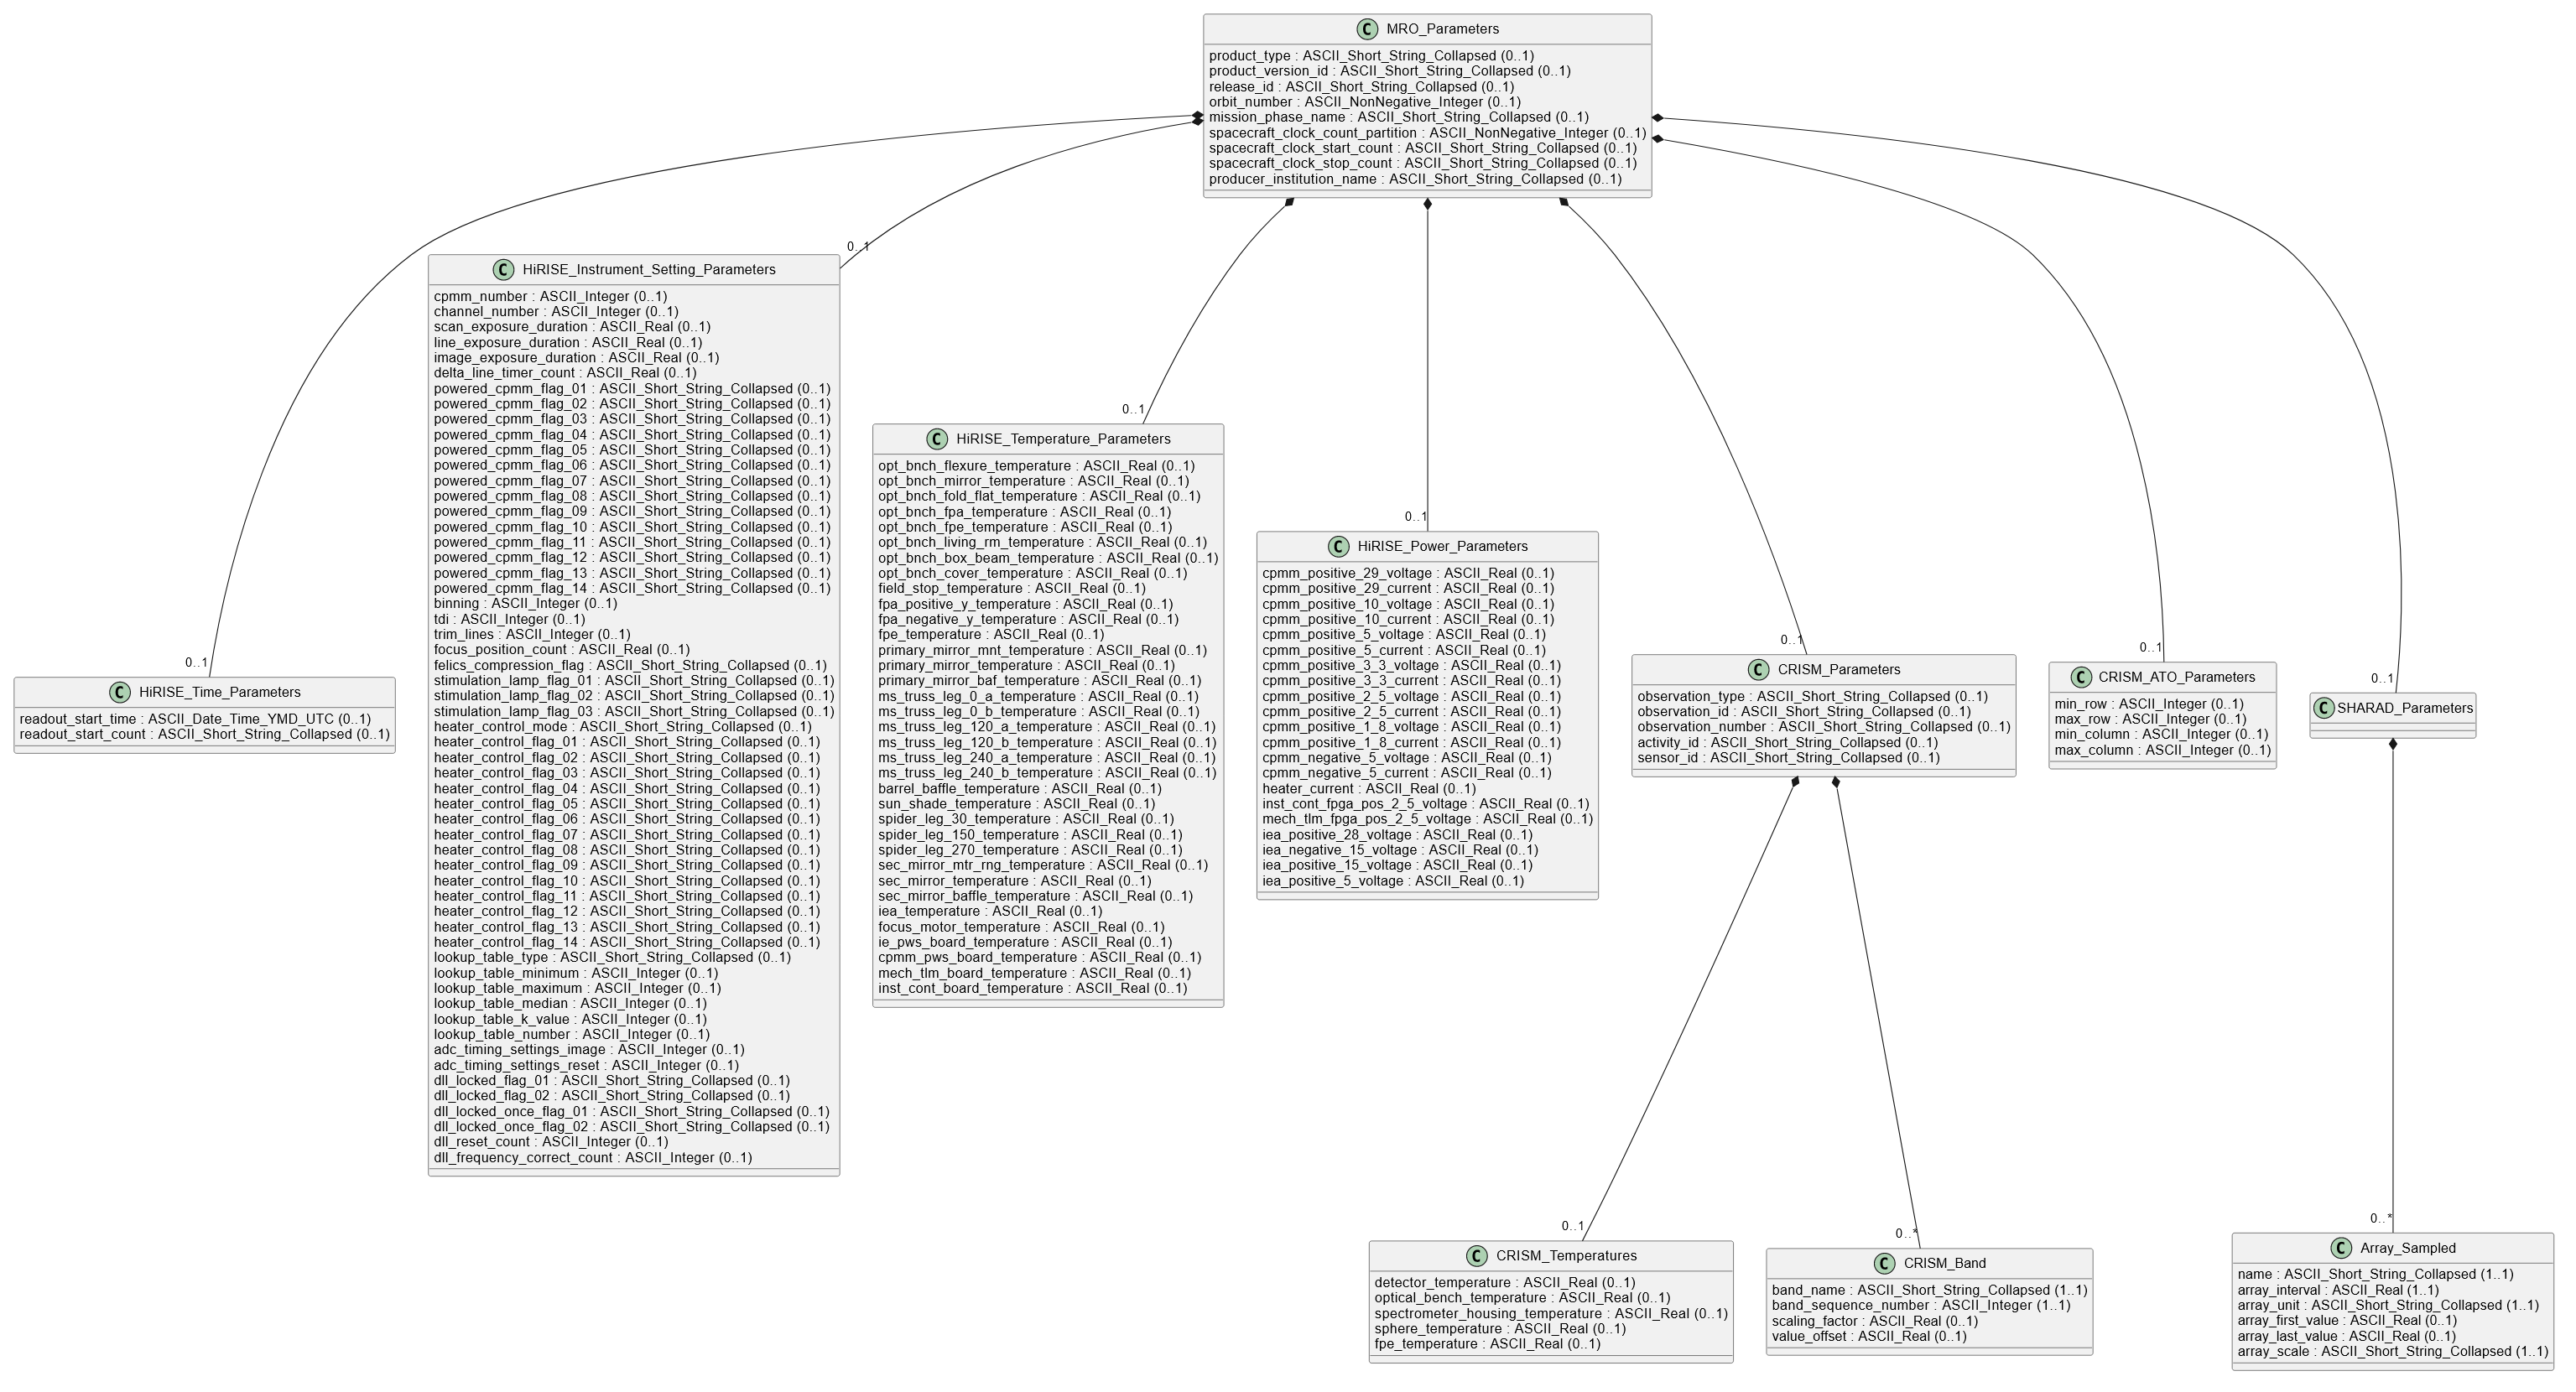 MRO_Parameters
product_type : ASCII_Short_String_Collapsed (0..1)
product_version_id : ASCII_Short_String_Collapsed (0..1)
release_id : ASCII_Short_String_Collapsed (0..1)
orbit_number : ASCII_NonNegative_Integer (0..1)
mission_phase_name : ASCII_Short_String_Collapsed (0..1)
spacecraft_clock_count_partition : ASCII_NonNegative_Integer (0..1)
spacecraft_clock_start_count : ASCII_Short_String_Collapsed (0..1)
spacecraft_clock_stop_count : ASCII_Short_String_Collapsed (0..1)
producer_institution_name : ASCII_Short_String_Collapsed (0..1)
0..1
HiRISE_Time_Parameters
readout_start_time : ASCII_Date_Time_YMD_UTC (0..1)
readout_start_count : ASCII_Short_String_Collapsed (0..1)
0..1
HiRISE_Instrument_Setting_Parameters
cpmm_number : ASCII_Integer (0..1)
channel_number : ASCII_Integer (0..1)
scan_exposure_duration : ASCII_Real (0..1)
line_exposure_duration : ASCII_Real (0..1)
image_exposure_duration : ASCII_Real (0..1)
delta_line_timer_count : ASCII_Real (0..1)
powered_cpmm_flag_01 : ASCII_Short_String_Collapsed (0..1)
powered_cpmm_flag_02 : ASCII_Short_String_Collapsed (0..1)
powered_cpmm_flag_03 : ASCII_Short_String_Collapsed (0..1)
powered_cpmm_flag_04 : ASCII_Short_String_Collapsed (0..1)
powered_cpmm_flag_05 : ASCII_Short_String_Collapsed (0..1)
powered_cpmm_flag_06 : ASCII_Short_String_Collapsed (0..1)
powered_cpmm_flag_07 : ASCII_Short_String_Collapsed (0..1)
powered_cpmm_flag_08 : ASCII_Short_String_Collapsed (0..1)
powered_cpmm_flag_09 : ASCII_Short_String_Collapsed (0..1)
powered_cpmm_flag_10 : ASCII_Short_String_Collapsed (0..1)
powered_cpmm_flag_11 : ASCII_Short_String_Collapsed (0..1)
powered_cpmm_flag_12 : ASCII_Short_String_Collapsed (0..1)
powered_cpmm_flag_13 : ASCII_Short_String_Collapsed (0..1)
powered_cpmm_flag_14 : ASCII_Short_String_Collapsed (0..1)
binning : ASCII_Integer (0..1)
tdi : ASCII_Integer (0..1)
trim_lines : ASCII_Integer (0..1)
focus_position_count : ASCII_Real (0..1)
felics_compression_flag : ASCII_Short_String_Collapsed (0..1)
stimulation_lamp_flag_01 : ASCII_Short_String_Collapsed (0..1)
stimulation_lamp_flag_02 : ASCII_Short_String_Collapsed (0..1)
stimulation_lamp_flag_03 : ASCII_Short_String_Collapsed (0..1)
heater_control_mode : ASCII_Short_String_Collapsed (0..1)
heater_control_flag_01 : ASCII_Short_String_Collapsed (0..1)
heater_control_flag_02 : ASCII_Short_String_Collapsed (0..1)
heater_control_flag_03 : ASCII_Short_String_Collapsed (0..1)
heater_control_flag_04 : ASCII_Short_String_Collapsed (0..1)
heater_control_flag_05 : ASCII_Short_String_Collapsed (0..1)
heater_control_flag_06 : ASCII_Short_String_Collapsed (0..1)
heater_control_flag_07 : ASCII_Short_String_Collapsed (0..1)
heater_control_flag_08 : ASCII_Short_String_Collapsed (0..1)
heater_control_flag_09 : ASCII_Short_String_Collapsed (0..1)
heater_control_flag_10 : ASCII_Short_String_Collapsed (0..1)
heater_control_flag_11 : ASCII_Short_String_Collapsed (0..1)
heater_control_flag_12 : ASCII_Short_String_Collapsed (0..1)
heater_control_flag_13 : ASCII_Short_String_Collapsed (0..1)
heater_control_flag_14 : ASCII_Short_String_Collapsed (0..1)
lookup_table_type : ASCII_Short_String_Collapsed (0..1)
lookup_table_minimum : ASCII_Integer (0..1)
lookup_table_maximum : ASCII_Integer (0..1)
lookup_table_median : ASCII_Integer (0..1)
lookup_table_k_value : ASCII_Integer (0..1)
lookup_table_number : ASCII_Integer (0..1)
adc_timing_settings_image : ASCII_Integer (0..1)
adc_timing_settings_reset : ASCII_Integer (0..1)
dll_locked_flag_01 : ASCII_Short_String_Collapsed (0..1)
dll_locked_flag_02 : ASCII_Short_String_Collapsed (0..1)
dll_locked_once_flag_01 : ASCII_Short_String_Collapsed (0..1)
dll_locked_once_flag_02 : ASCII_Short_String_Collapsed (0..1)
dll_reset_count : ASCII_Integer (0..1)
dll_frequency_correct_count : ASCII_Integer (0..1)
0..1
HiRISE_Temperature_Parameters
opt_bnch_flexure_temperature : ASCII_Real (0..1)
opt_bnch_mirror_temperature : ASCII_Real (0..1)
opt_bnch_fold_flat_temperature : ASCII_Real (0..1)
opt_bnch_fpa_temperature : ASCII_Real (0..1)
opt_bnch_fpe_temperature : ASCII_Real (0..1)
opt_bnch_living_rm_temperature : ASCII_Real (0..1)
opt_bnch_box_beam_temperature : ASCII_Real (0..1)
opt_bnch_cover_temperature : ASCII_Real (0..1)
field_stop_temperature : ASCII_Real (0..1)
fpa_positive_y_temperature : ASCII_Real (0..1)
fpa_negative_y_temperature : ASCII_Real (0..1)
fpe_temperature : ASCII_Real (0..1)
primary_mirror_mnt_temperature : ASCII_Real (0..1)
primary_mirror_temperature : ASCII_Real (0..1)
primary_mirror_baf_temperature : ASCII_Real (0..1)
ms_truss_leg_0_a_temperature : ASCII_Real (0..1)
ms_truss_leg_0_b_temperature : ASCII_Real (0..1)
ms_truss_leg_120_a_temperature : ASCII_Real (0..1)
ms_truss_leg_120_b_temperature : ASCII_Real (0..1)
ms_truss_leg_240_a_temperature : ASCII_Real (0..1)
ms_truss_leg_240_b_temperature : ASCII_Real (0..1)
barrel_baffle_temperature : ASCII_Real (0..1)
sun_shade_temperature : ASCII_Real (0..1)
spider_leg_30_temperature : ASCII_Real (0..1)
spider_leg_150_temperature : ASCII_Real (0..1)
spider_leg_270_temperature : ASCII_Real (0..1)
sec_mirror_mtr_rng_temperature : ASCII_Real (0..1)
sec_mirror_temperature : ASCII_Real (0..1)
sec_mirror_baffle_temperature : ASCII_Real (0..1)
iea_temperature : ASCII_Real (0..1)
focus_motor_temperature : ASCII_Real (0..1)
ie_pws_board_temperature : ASCII_Real (0..1)
cpmm_pws_board_temperature : ASCII_Real (0..1)
mech_tlm_board_temperature : ASCII_Real (0..1)
inst_cont_board_temperature : ASCII_Real (0..1)
0..1
HiRISE_Power_Parameters
cpmm_positive_29_voltage : ASCII_Real (0..1)
cpmm_positive_29_current : ASCII_Real (0..1)
cpmm_positive_10_voltage : ASCII_Real (0..1)
cpmm_positive_10_current : ASCII_Real (0..1)
cpmm_positive_5_voltage : ASCII_Real (0..1)
cpmm_positive_5_current : ASCII_Real (0..1)
cpmm_positive_3_3_voltage : ASCII_Real (0..1)
cpmm_positive_3_3_current : ASCII_Real (0..1)
cpmm_positive_2_5_voltage : ASCII_Real (0..1)
cpmm_positive_2_5_current : ASCII_Real (0..1)
cpmm_positive_1_8_voltage : ASCII_Real (0..1)
cpmm_positive_1_8_current : ASCII_Real (0..1)
cpmm_negative_5_voltage : ASCII_Real (0..1)
cpmm_negative_5_current : ASCII_Real (0..1)
heater_current : ASCII_Real (0..1)
inst_cont_fpga_pos_2_5_voltage : ASCII_Real (0..1)
mech_tlm_fpga_pos_2_5_voltage : ASCII_Real (0..1)
iea_positive_28_voltage : ASCII_Real (0..1)
iea_negative_15_voltage : ASCII_Real (0..1)
iea_positive_15_voltage : ASCII_Real (0..1)
iea_positive_5_voltage : ASCII_Real (0..1)
0..1
CRISM_Parameters
observation_type : ASCII_Short_String_Collapsed (0..1)
observation_id : ASCII_Short_String_Collapsed (0..1)
observation_number : ASCII_Short_String_Collapsed (0..1)
activity_id : ASCII_Short_String_Collapsed (0..1)
sensor_id : ASCII_Short_String_Collapsed (0..1)
0..1
CRISM_ATO_Parameters
min_row : ASCII_Integer (0..1)
max_row : ASCII_Integer (0..1)
min_column : ASCII_Integer (0..1)
max_column : ASCII_Integer (0..1)
0..1
SHARAD_Parameters
0..1
CRISM_Temperatures
detector_temperature : ASCII_Real (0..1)
optical_bench_temperature : ASCII_Real (0..1)
spectrometer_housing_temperature : ASCII_Real (0..1)
sphere_temperature : ASCII_Real (0..1)
fpe_temperature : ASCII_Real (0..1)
0..*
CRISM_Band
band_name : ASCII_Short_String_Collapsed (1..1)
band_sequence_number : ASCII_Integer (1..1)
scaling_factor : ASCII_Real (0..1)
value_offset : ASCII_Real (0..1)
0..*
Array_Sampled
name : ASCII_Short_String_Collapsed (1..1)
array_interval : ASCII_Real (1..1)
array_unit : ASCII_Short_String_Collapsed (1..1)
array_first_value : ASCII_Real (0..1)
array_last_value : ASCII_Real (0..1)
array_scale : ASCII_Short_String_Collapsed (1..1)